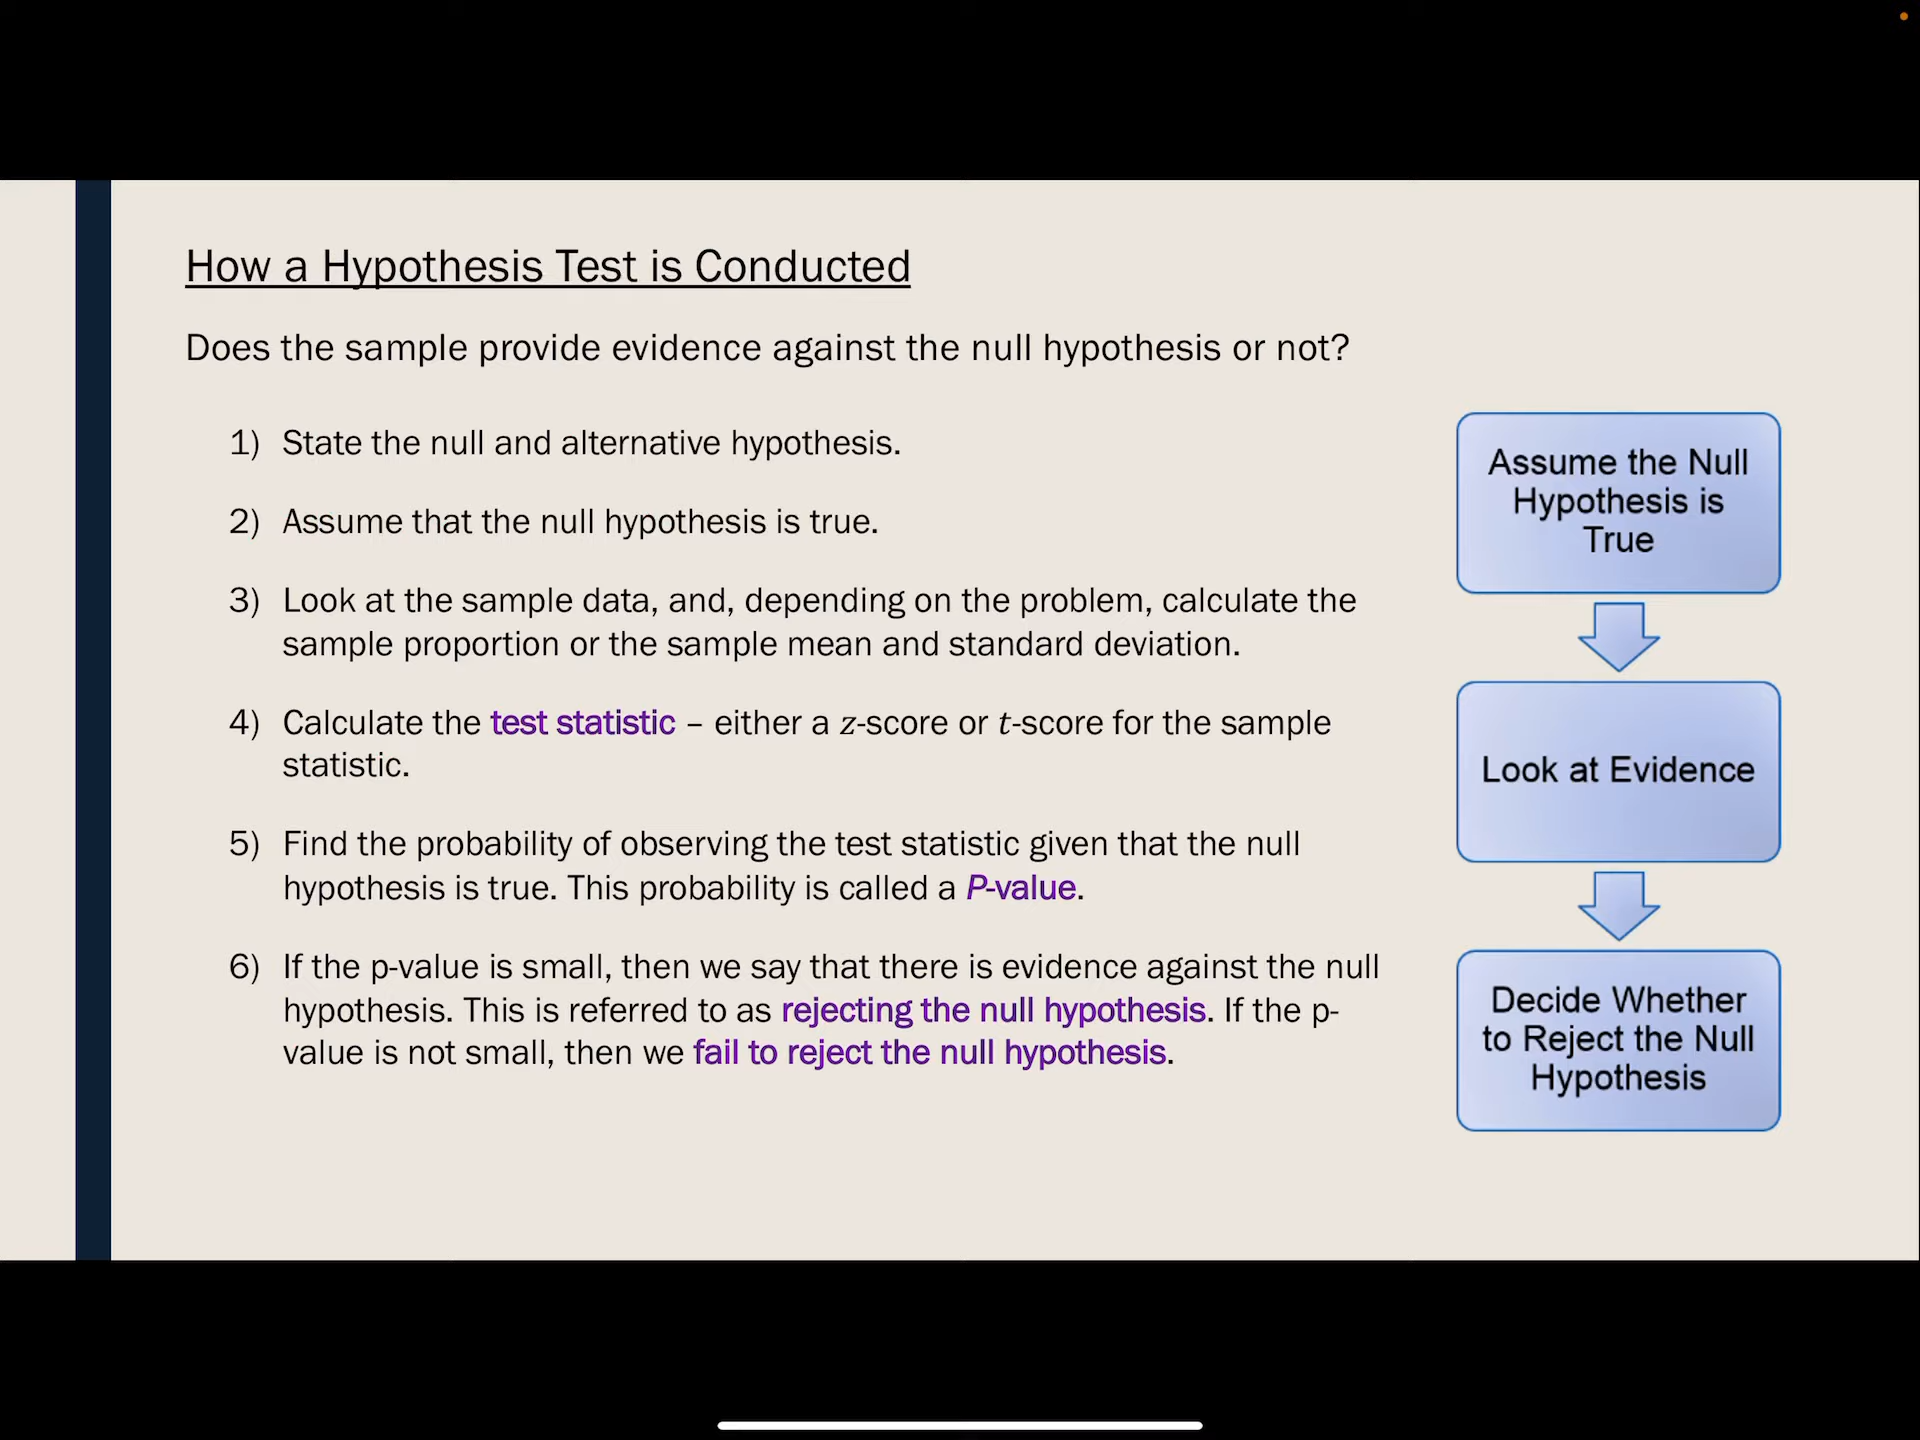 How a Hypothesis Test is Conducted
Does the sample provide evidence against the null hypothesis or not?
1) State the null and alternative hypothesis.
2) Assume that the null hypothesis is true.
3) Look at the sample data, and, depending on the problem, calculate the
sample proportion or the sample mean and standard deviation.
4) Calculate the test statistic – either a z-score or t-score for the sample
statistic.
5) Find the probability of observing the test statistic given that the null
hypothesis is true. This probability is called a P-value.
6) If the p-value is small, then we say that there is evidence against the null
hypothesis. This is referred to as rejecting the null hypothesis. If the p-
value is not small, then we fail to reject the null hypothesis.
Assume the Null
Hypothesis is
True
Look at Evidence
Decide Whether
to Reject the Null
Hypothesis